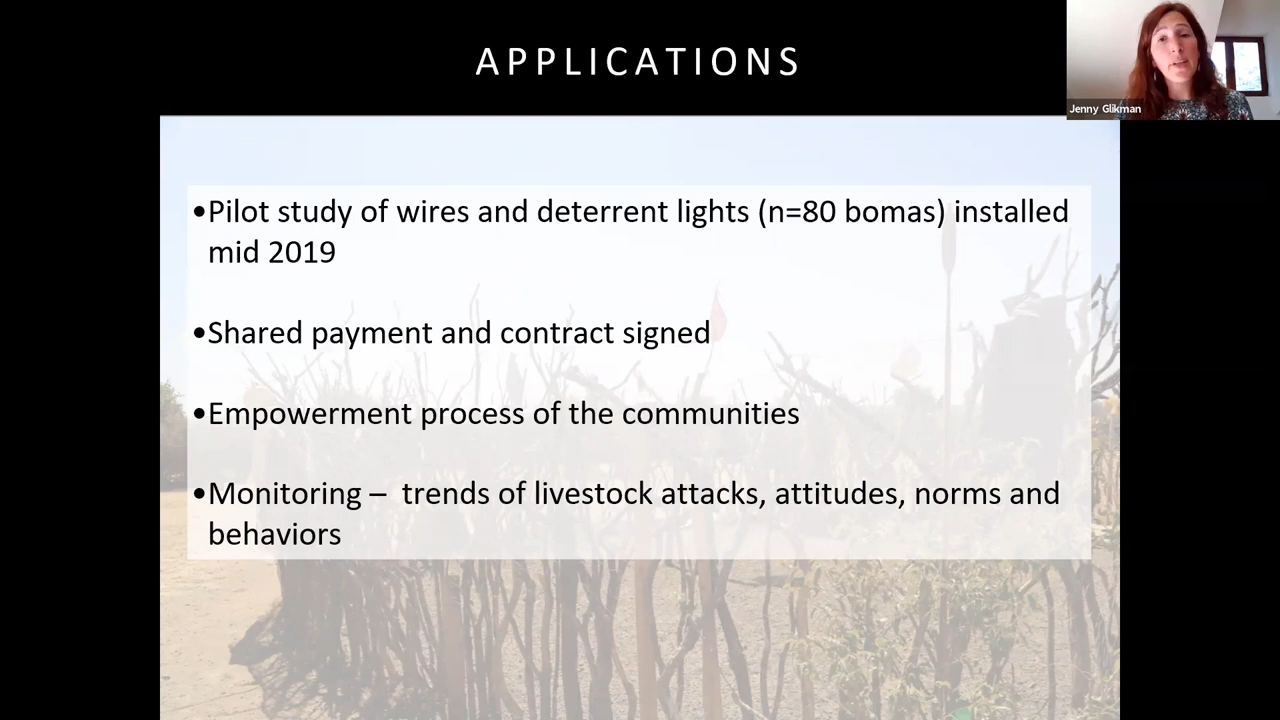 APPLICATIONS
Jenny Glikman
•Pilot study of wires and deterrent lights (n=80 bomas) installed
mid 2019
•Shared payment and contract signed
•Empowerment process of the communities
•Monitoring – trends of livestock attacks, attitudes, norms and
behaviors